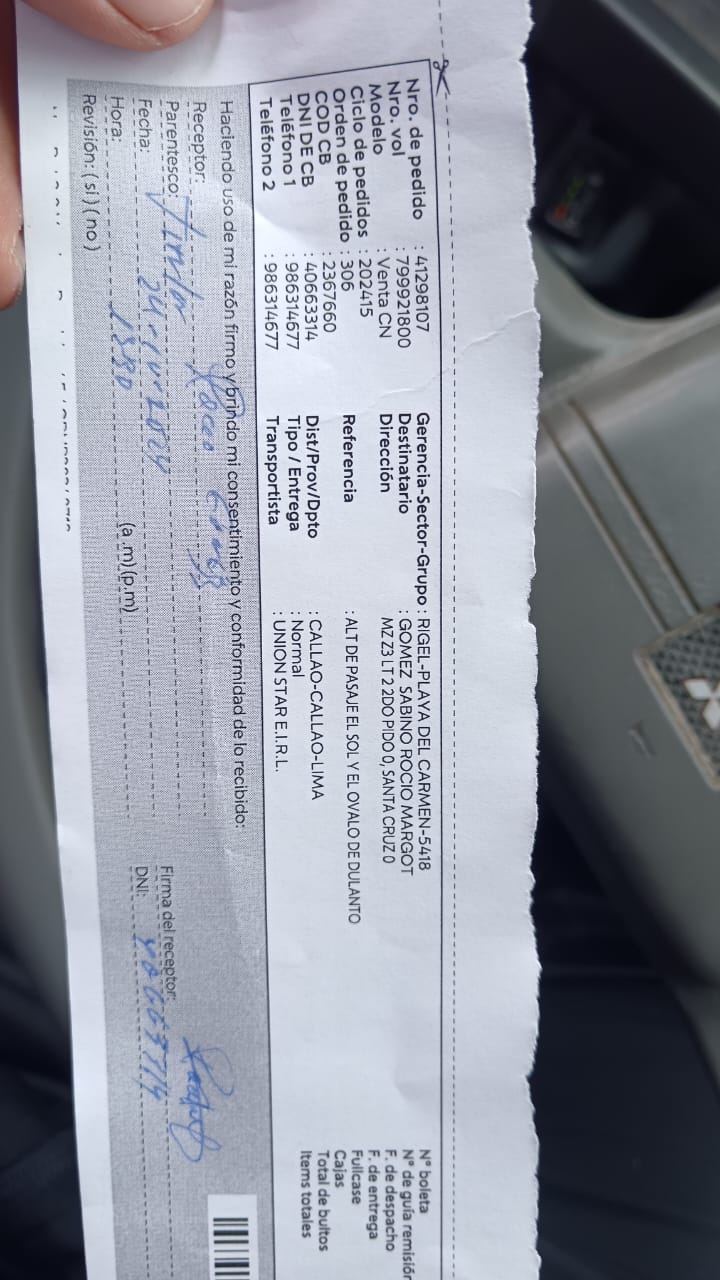 Nro. de pedido : 41298107
Nro. vol : 799921800
Modelo : Venta CN
Ciclo de pedidos : 202415
Orden de pedido : 306
COD CB : 2367660
DNI DE CB : 40663314
Teléfono 1 : 986314677
Teléfono 2 : 986314677
Gerencia-Sector-Grupo : RIGEL-PLAYA DEL CARMEN-5418
Destinatario : GOMEZ SABINO ROCIO MARGOT
Dirección MZ Z3 LT 2 2DO PIDO 0, SANTA CRUZ 0
Referencia : ALT DE PASAJE EL SOL Y EL OVALO DE DULANTO
Dist/Prov/Dpto : CALLAO-CALLAO-LIMA
Tipo / Entrega : Normal
Transportista : UNION STAR E.I.R.L.
N° boleta
N° de guía remisión
F. de despacho
F. de entrega
Fullcase
Cajas
Total de bultos
Items totales
Haciendo uso de mi razón firmo y brindo mi consentimiento y conformidad de lo recibido:
Receptor:
Parentesco:
Fecha:
Hora: (a.m)(p.m)
Revisión: ( si ) ( no )
Firma del receptor:
DNI: